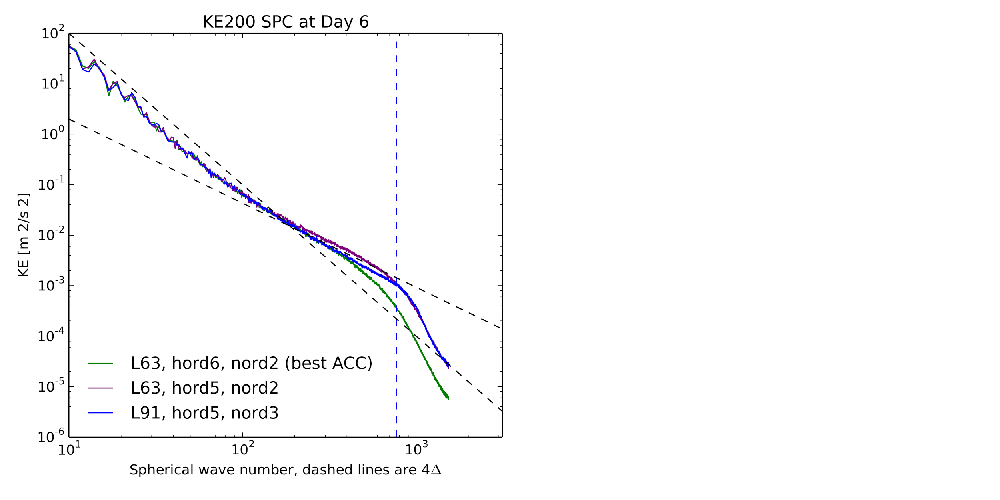 KE200 SPC at Day 6
10^2
10^1
10^0
10^-1
10^-2
10^-3
10^-4
10^-5
10^-6
KE [m 2/s 2]
L63, hord6, nord2 (best ACC)
L63, hord5, nord2
L91, hord5, nord3
10^1 10^2 10^3
Spherical wave number, dashed lines are 4Δ